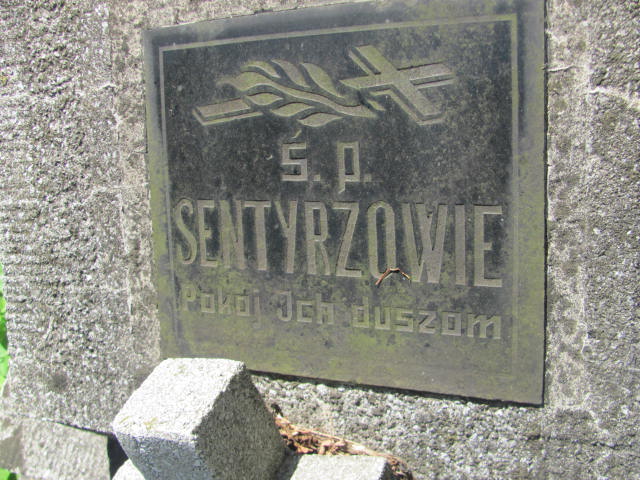 Ś. p.
SENTYRZOWIE
Pokój Ich duszom